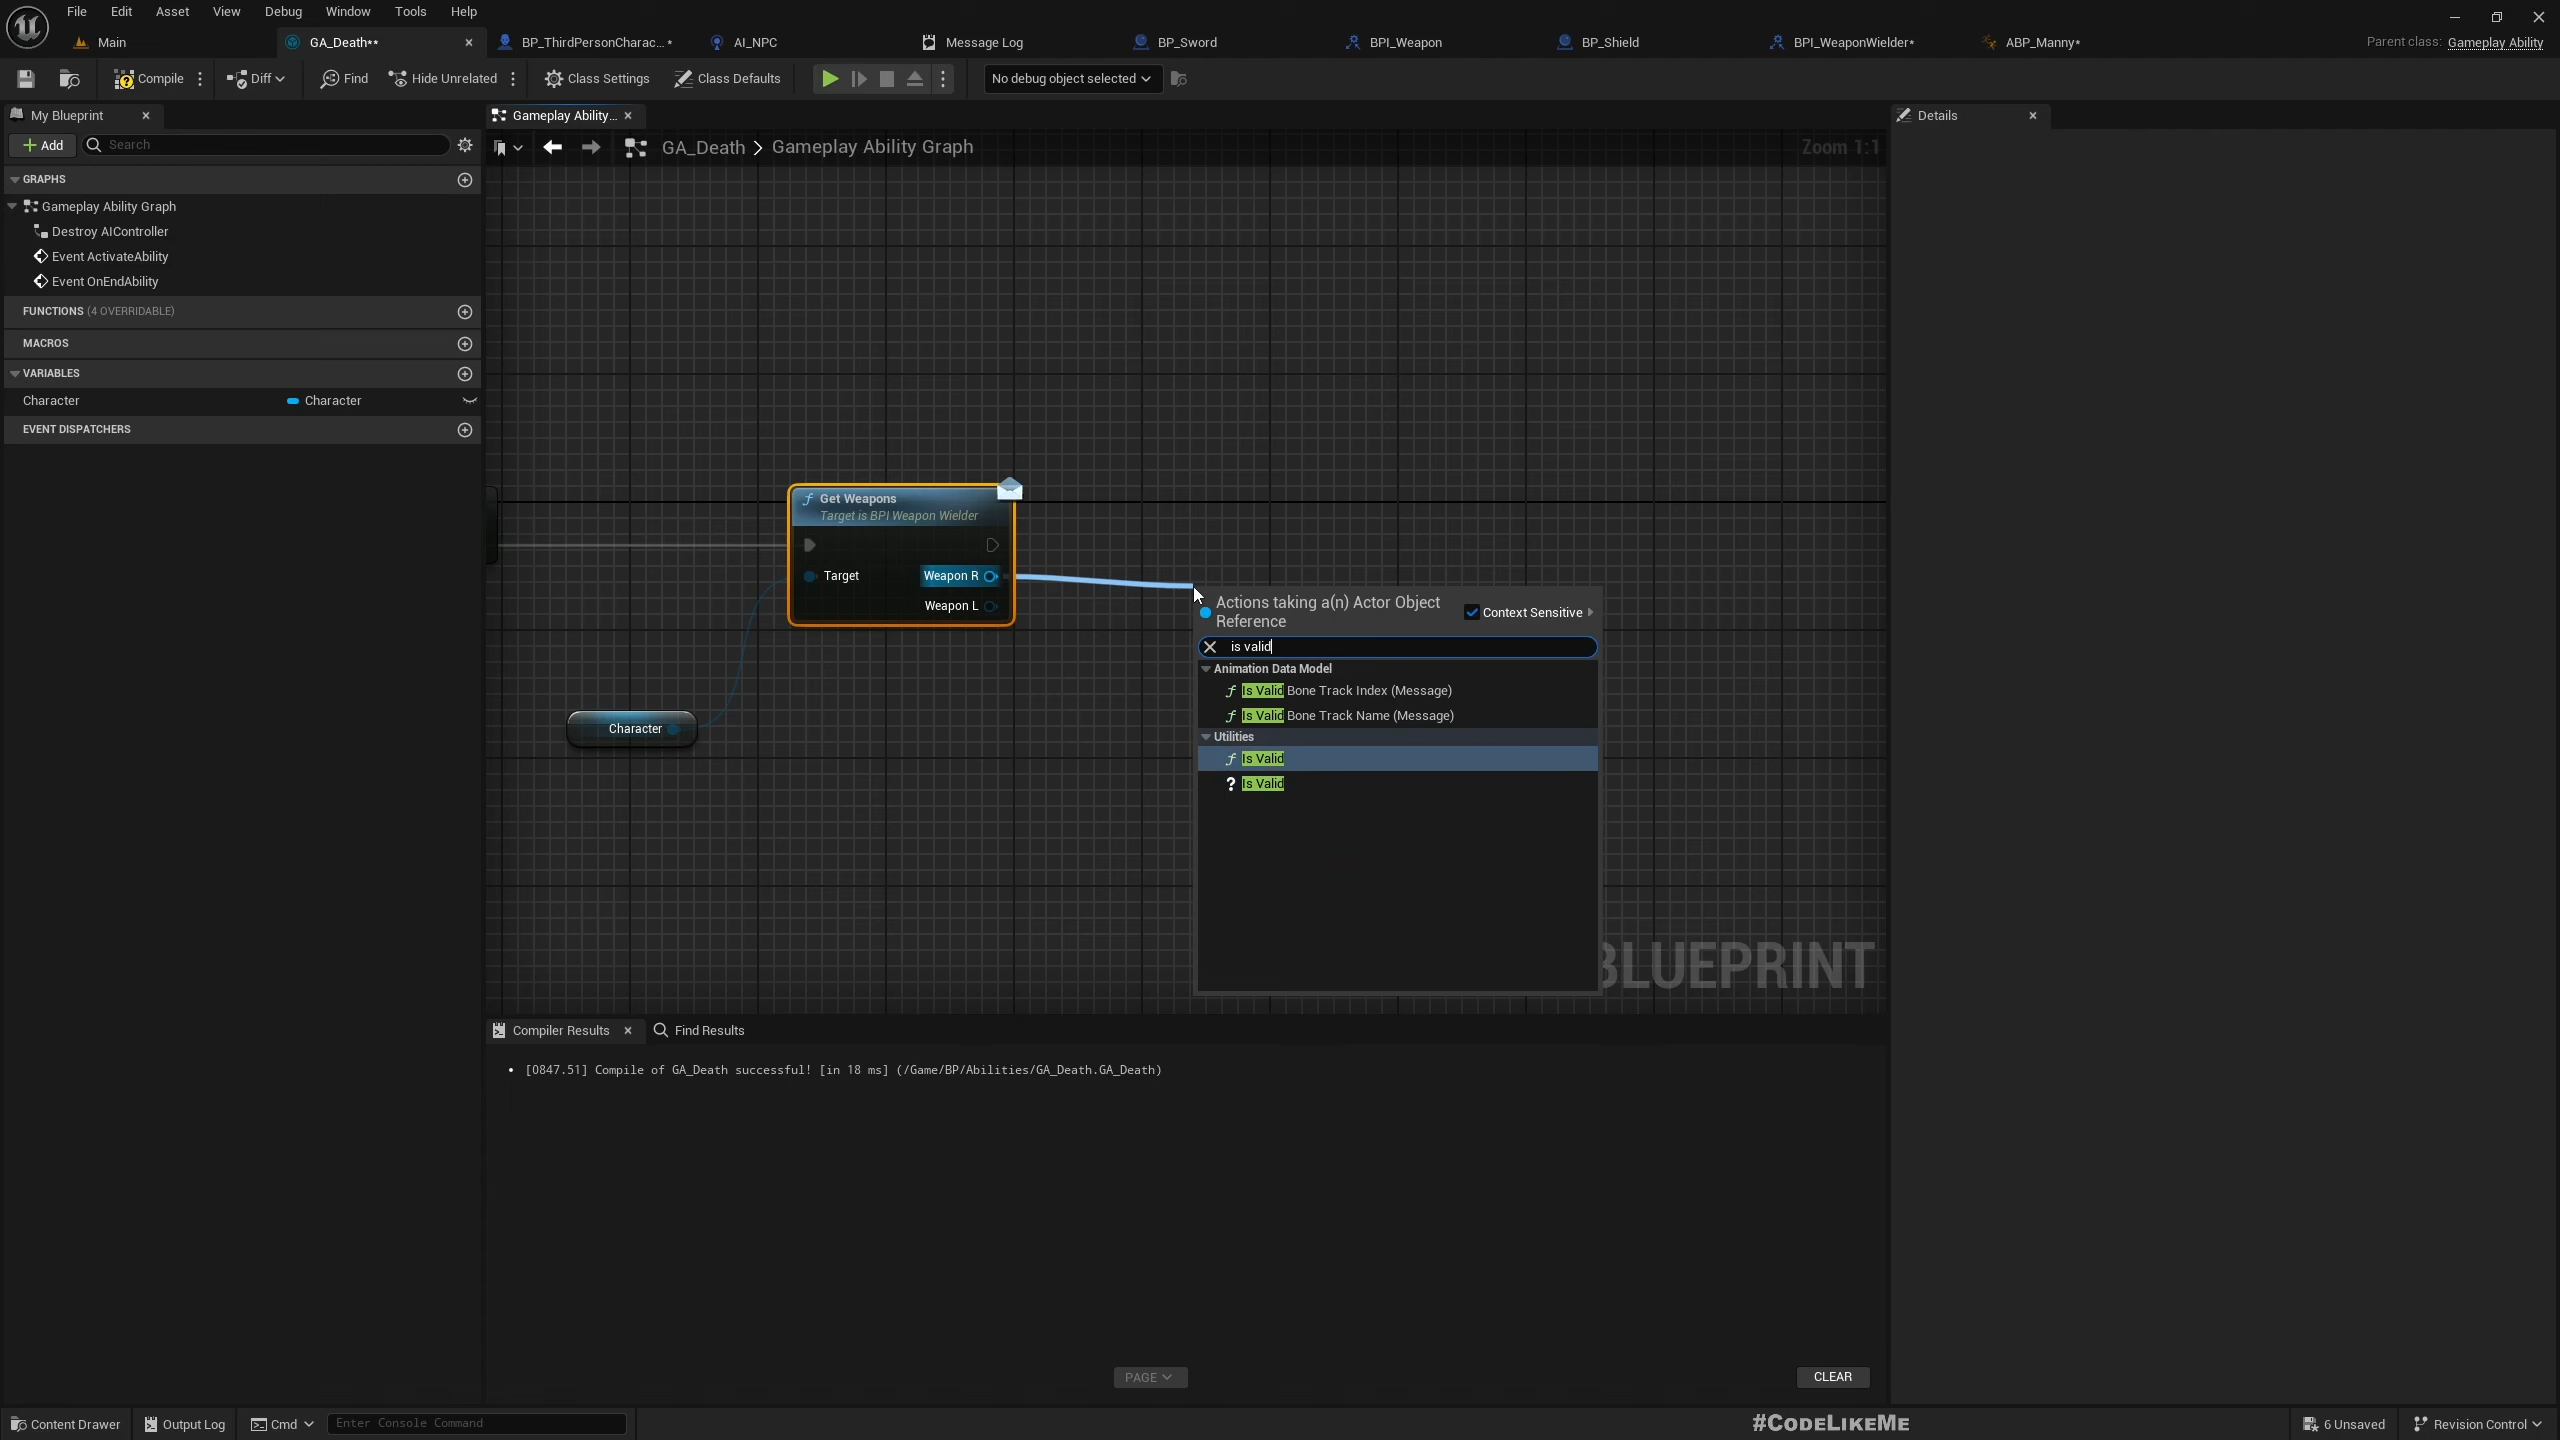 File Edit Asset View Debug Window Tools Help
Main
GA_Death**
BP_ThirdPersonCharac...*
AI_NPC
Message Log
BP_Sword
BPI_Weapon
BP_Shield
BPI_WeaponWielder*
ABP_Manny*
Parent class: Gameplay Ability
Compile
Diff
Find
Hide Unrelated
Class Settings
Class Defaults
No debug object selected
My Blueprint
Gameplay Ability...
Details
Add
Search
GA_Death > Gameplay Ability Graph
Zoom 1:1
GRAPHS
Gameplay Ability Graph
Destroy AIController
Event ActivateAbility
Event OnEndAbility
FUNCTIONS (4 OVERRIDABLE)
MACROS
VARIABLES
Character
Character
EVENT DISPATCHERS
f Get Weapons
Target is BPI Weapon Wielder
Target
Weapon R
Weapon L
Character
Actions taking a(n) Actor Object
Reference
Context Sensitive
is valid
Animation Data Model
f Is Valid Bone Track Index (Message)
f Is Valid Bone Track Name (Message)
Utilities
f Is Valid
? Is Valid
BLUEPRINT
Compiler Results
Find Results
• [0847.51] Compile of GA_Death successful! [in 18 ms] (/Game/BP/Abilities/GA_Death.GA_Death)
PAGE
CLEAR
Content Drawer
Output Log
Cmd
Enter Console Command
#CODELIKEME
6 Unsaved
Revision Control